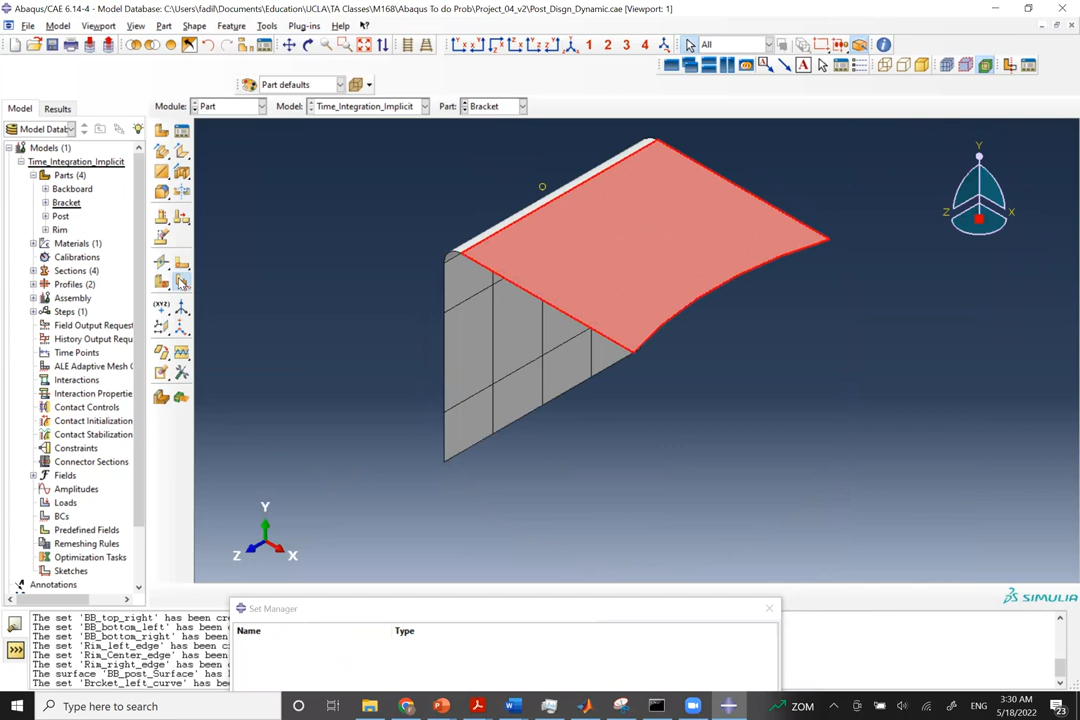 Abaqus/CAE 6.14-4 - Model Database: C:\Users\fadil\Documents\Education\UCLA\TA Classes\M168\Abaqus To do Prob\Project_04_v2\Post_Disgn_Dynamic.cae [Viewport: 1]
File Model Viewport View Part Shape Feature Tools Plug-ins Help
1 2 3 4 All
Part defaults
Model Results Module: Part Model: Time_Integration_Implicit Part: Bracket
Model Datab
Models (1)
Time_Integration_Implicit
Parts (4)
Backboard
Bracket
Post
Rim
Materials (1)
Calibrations
Sections (4)
Profiles (2)
Assembly
Steps (1)
Field Output Request
History Output Requ
Time Points
ALE Adaptive Mesh C
Interactions
Interaction Propertie
Contact Controls
Contact Initialization
Contact Stabilization
Constraints
Connector Sections
Fields
Amplitudes
Loads
BCs
Predefined Fields
Remeshing Rules
Optimization Tasks
Sketches
Annotations
(XYZ)
Y
Z X
Y
Z X
SIMULIA
Set Manager
Name Type
The set 'BB_top_right' has been cre
The set 'BB_bottom_left' has been
The set 'BB_bottom_right' has been
The set 'Rim_left_edge' has been c
The set 'Rim_Center_edge' has been
The set 'Rim_right_edge' has been
The surface 'BB_post_Surface' has b
The set 'Brcket_left_curve' has bee
>>>
Type here to search
ZOM
3:30 AM
5/18/2022
23